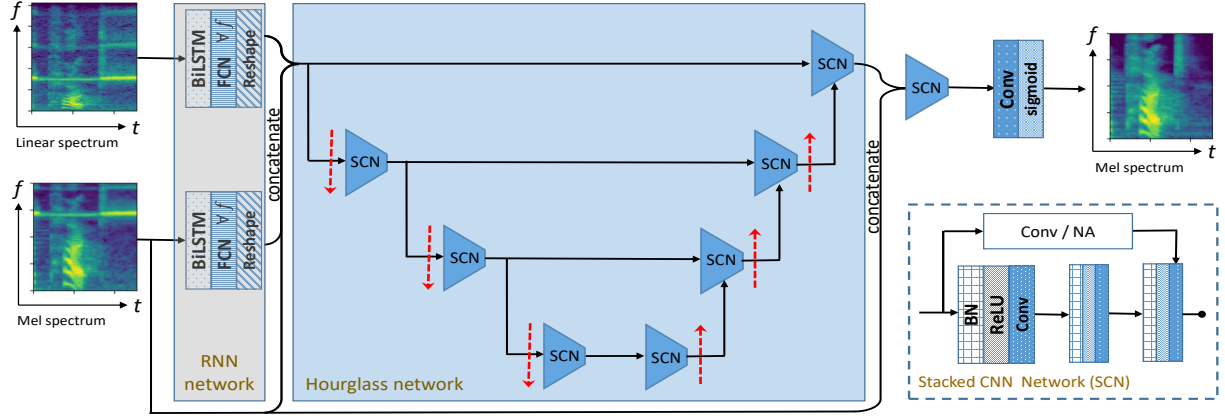 f
t
Linear spectrum
f
t
Mel spectrum
BiLSTM
FCN
Reshape
BiLSTM
FCN
Reshape
RNN
network
concatenate
SCN
SCN
SCN
SCN
SCN
SCN
SCN
Hourglass network
concatenate
SCN
Conv
sigmoid
f
t
Mel spectrum
Conv / NA
BN
ReLU
Conv
Stacked CNN Network (SCN)